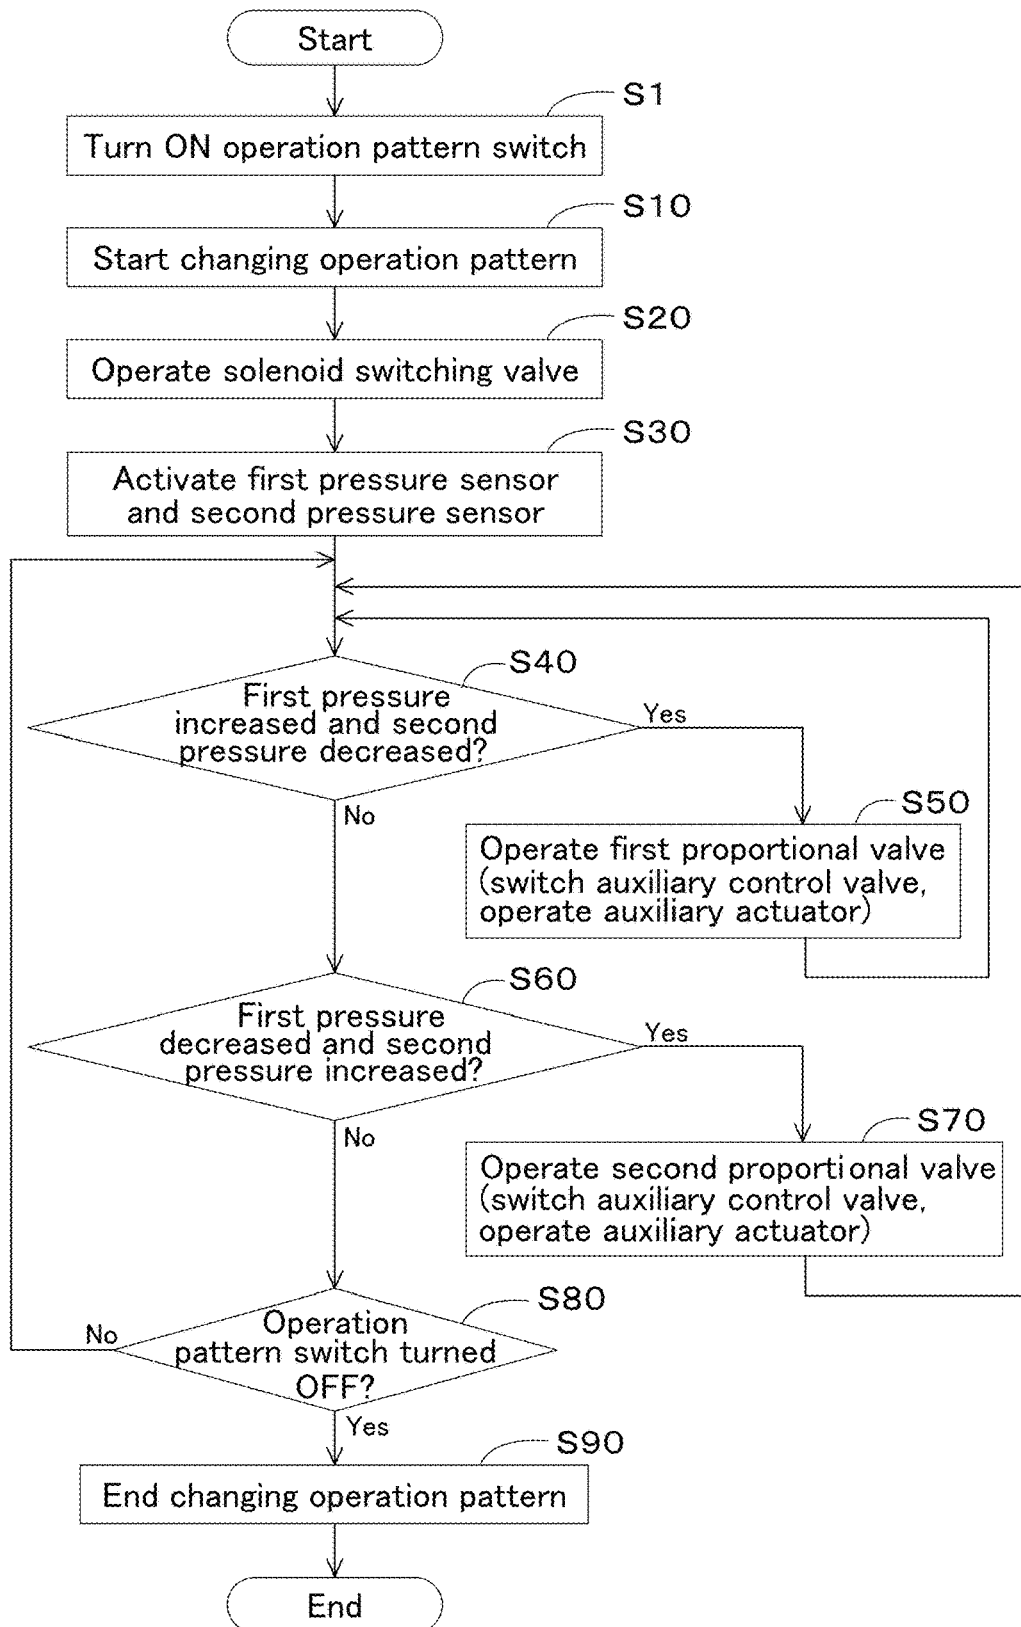 Start
S1
Turn ON operation pattern switch
S10
Start changing operation pattern
S20
Operate solenoid switching valve
S30
Activate first pressure sensor
and second pressure sensor
S40
First pressure
increased and second
pressure decreased?
Yes
No
S50
Operate first proportional valve
(switch auxiliary control valve,
operate auxiliary actuator)
S60
First pressure
decreased and second
pressure increased?
Yes
No
S70
Operate second proportional valve
(switch auxiliary control valve,
operate auxiliary actuator)
S80
Operation
pattern switch turned
OFF?
No
Yes
S90
End changing operation pattern
End